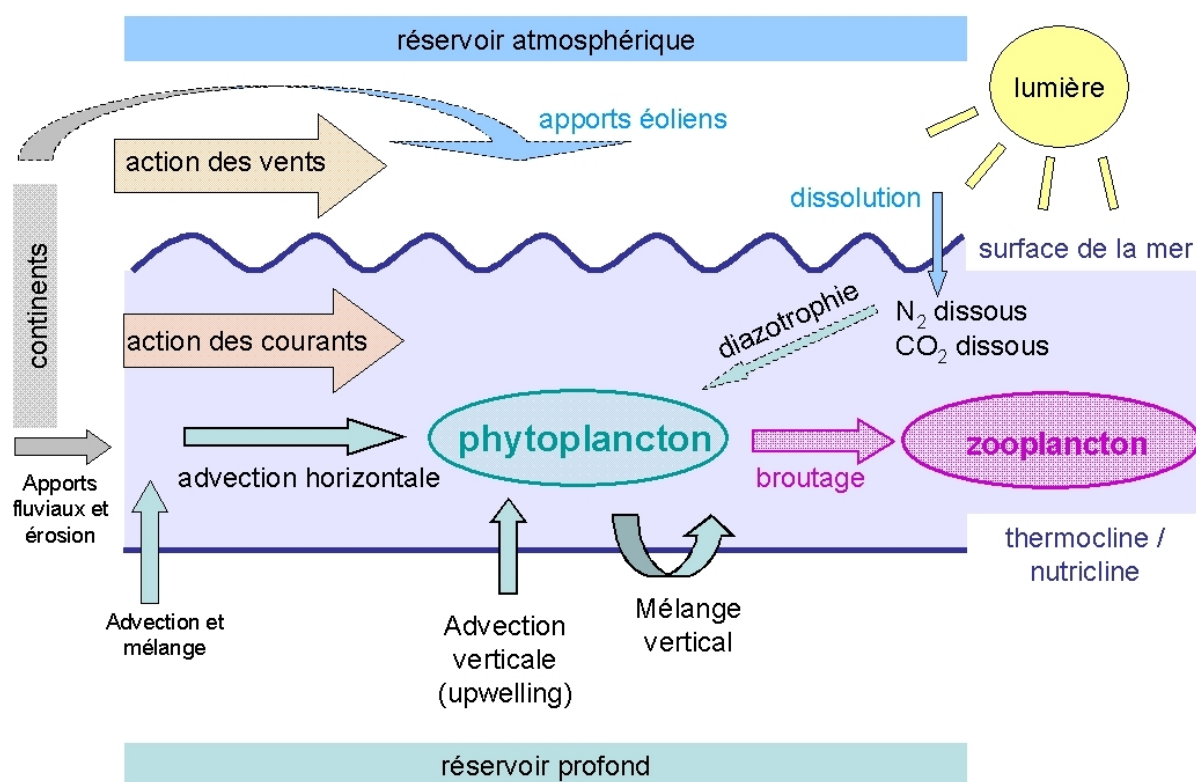 réservoir atmosphérique
lumière
apports éoliens
action des vents
dissolution
continents
surface de la mer
action des courants
diazotrophie
N₂ dissous
CO₂ dissous
phytoplancton
zooplancton
advection horizontale
broutage
Apports
fluviaux et
érosion
thermocline /
nutricline
Advection et
mélange
Advection
verticale
(upwelling)
Mélange
vertical
réservoir profond